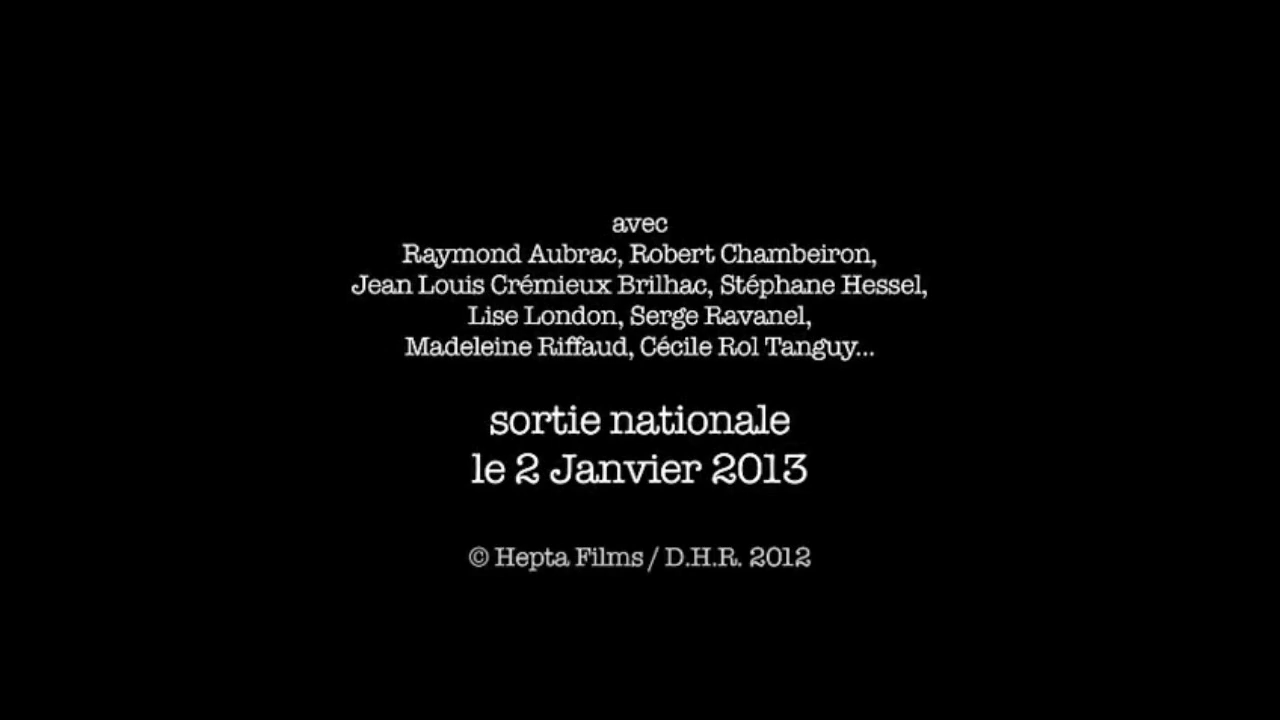 avec
Raymond Aubrac, Robert Chambeiron,
Jean Louis Crémieux Brilhac, Stéphane Hessel,
Lise London, Serge Ravanel,
Madeleine Riffaud, Cécile Rol Tanguy...
sortie nationale
le 2 Janvier 2013
© Hepta Films / D.H.R. 2012